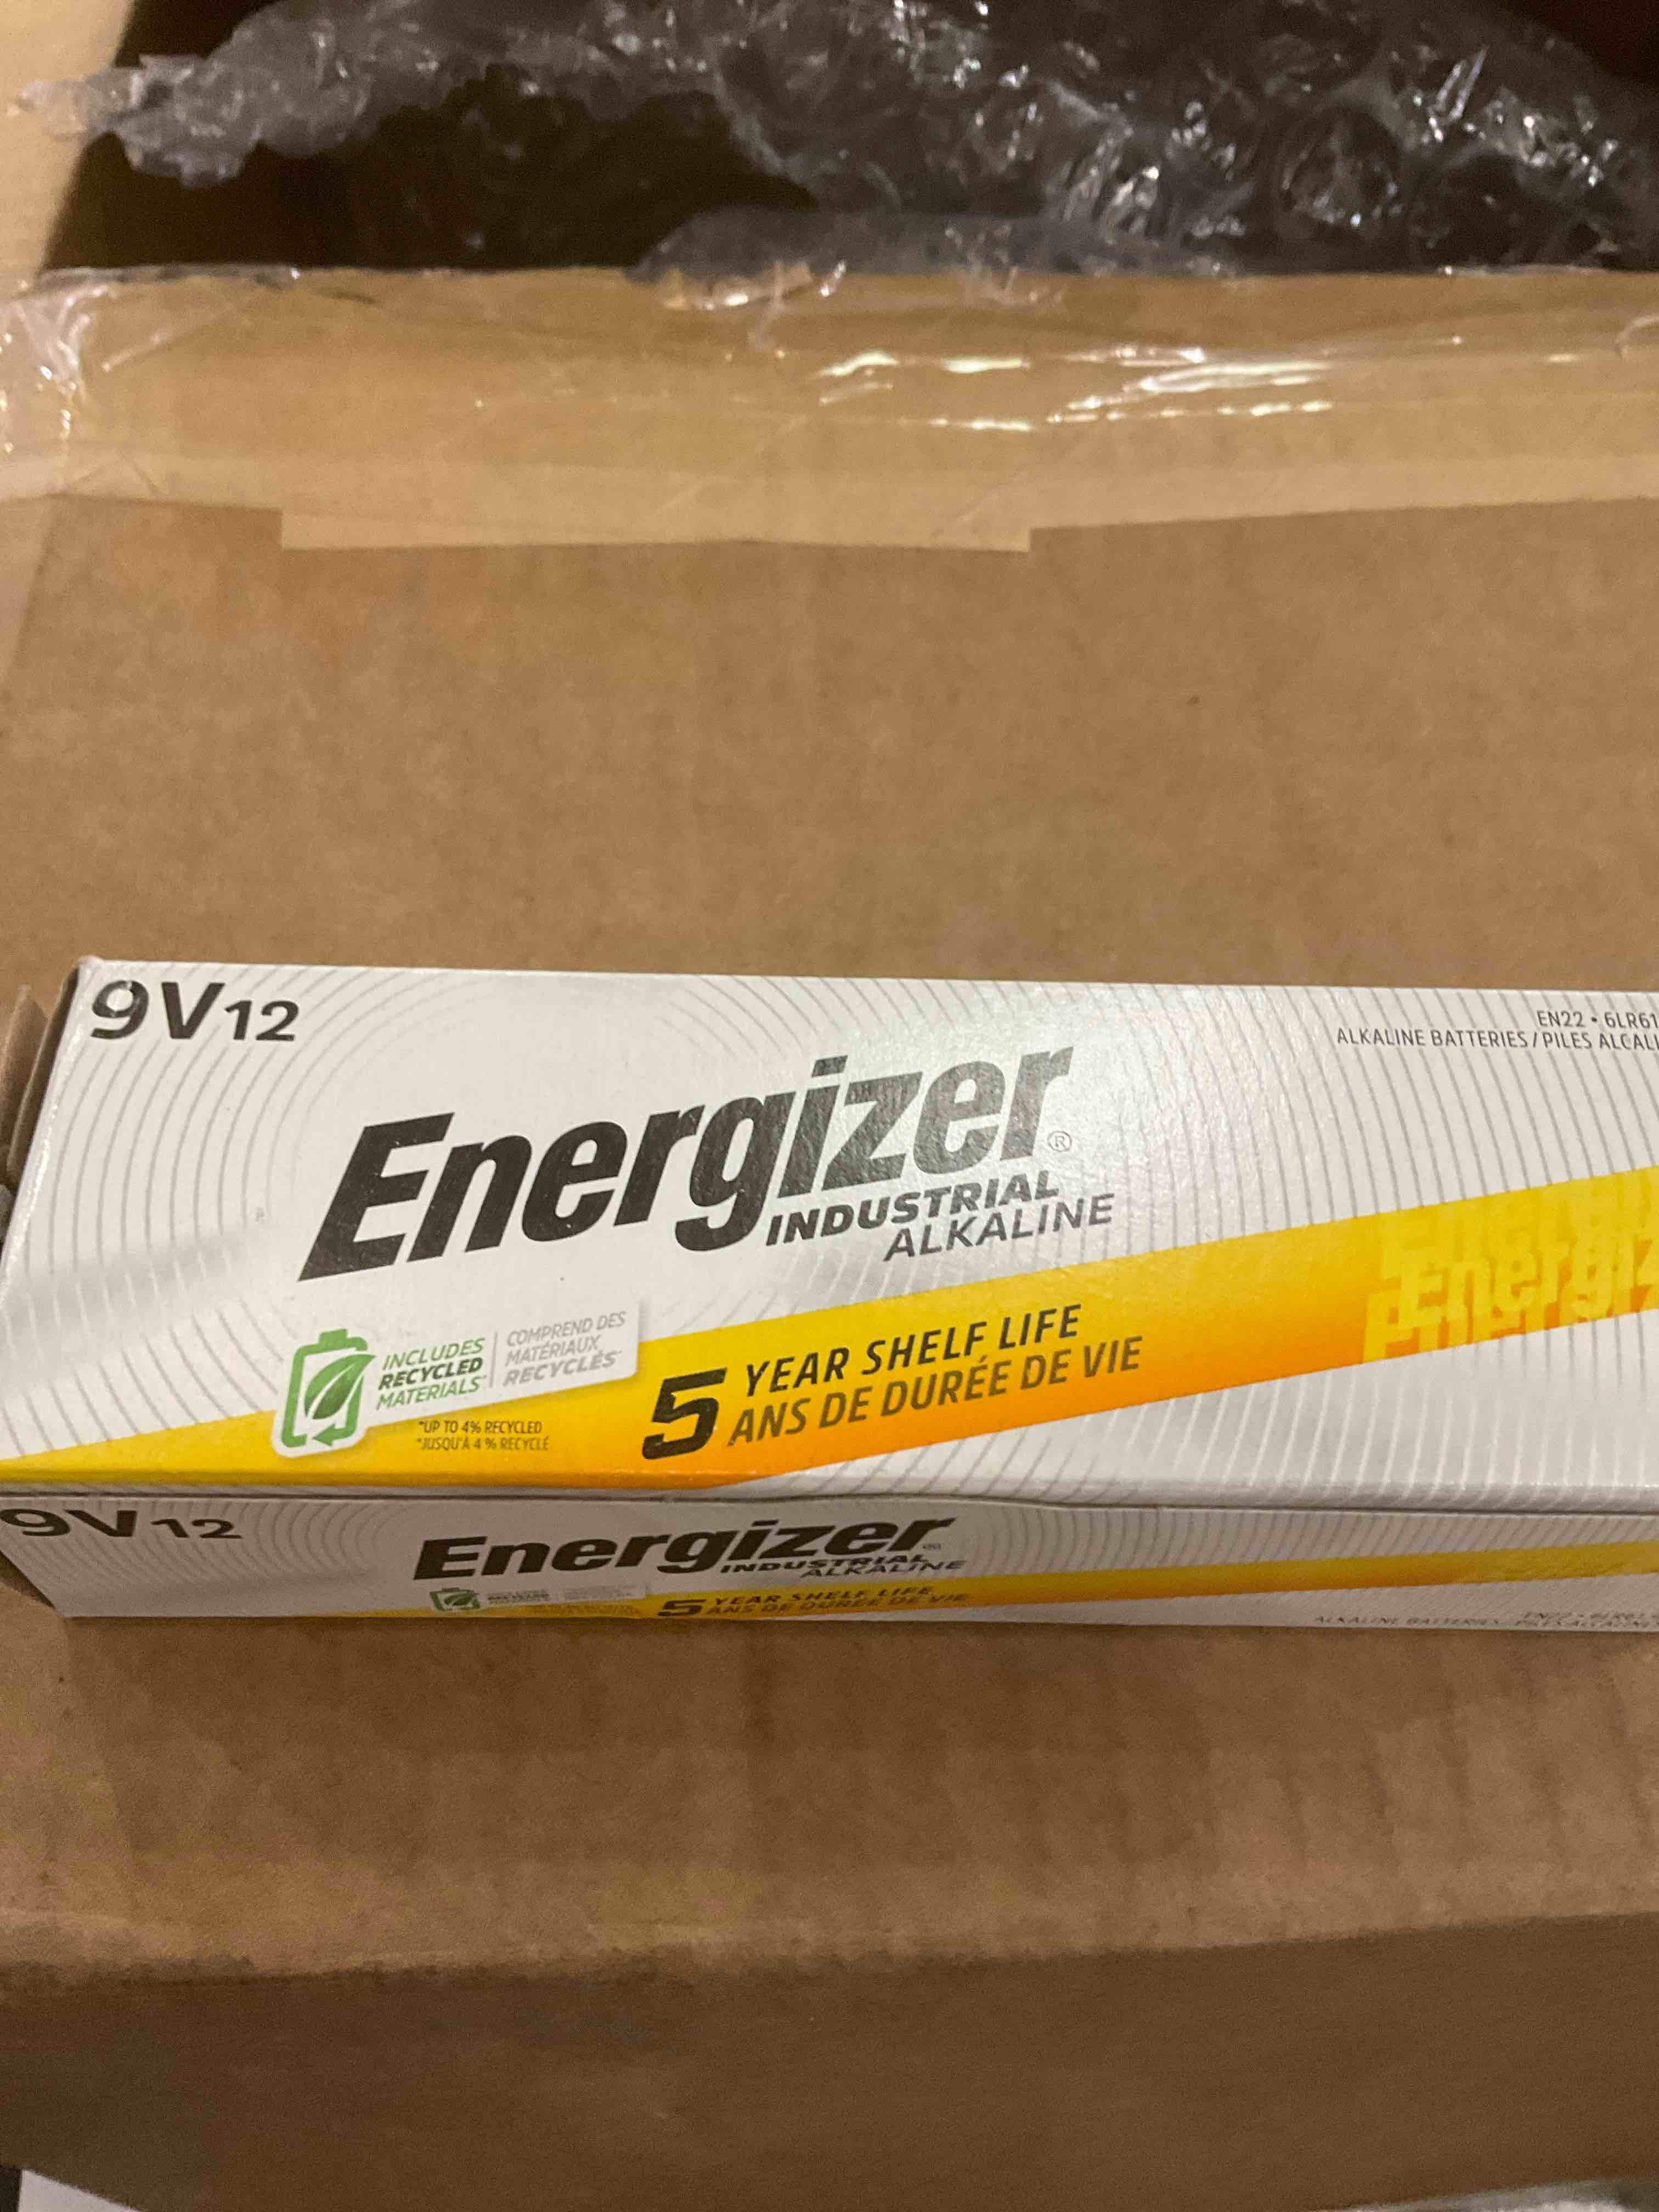 9V12
EN22 • 6LR61
ALKALINE BATTERIES / PILES ALCALI
Energizer®
INDUSTRIAL
ALKALINE
Energiz
INCLUDES
RECYCLED
MATERIALS*
COMPREND DES
MATÉRIAUX
RECYCLÉS*
*UP TO 4% RECYCLED
*JUSQU'À 4 % RECYCLÉ
5 YEAR SHELF LIFE
ANS DE DURÉE DE VIE
9V12
Energizer®
INDUSTRIAL
ALKALINE
5 YEAR SHELF LIFE
ANS DE DURÉE DE VIE
ALKALINE BATTERIES